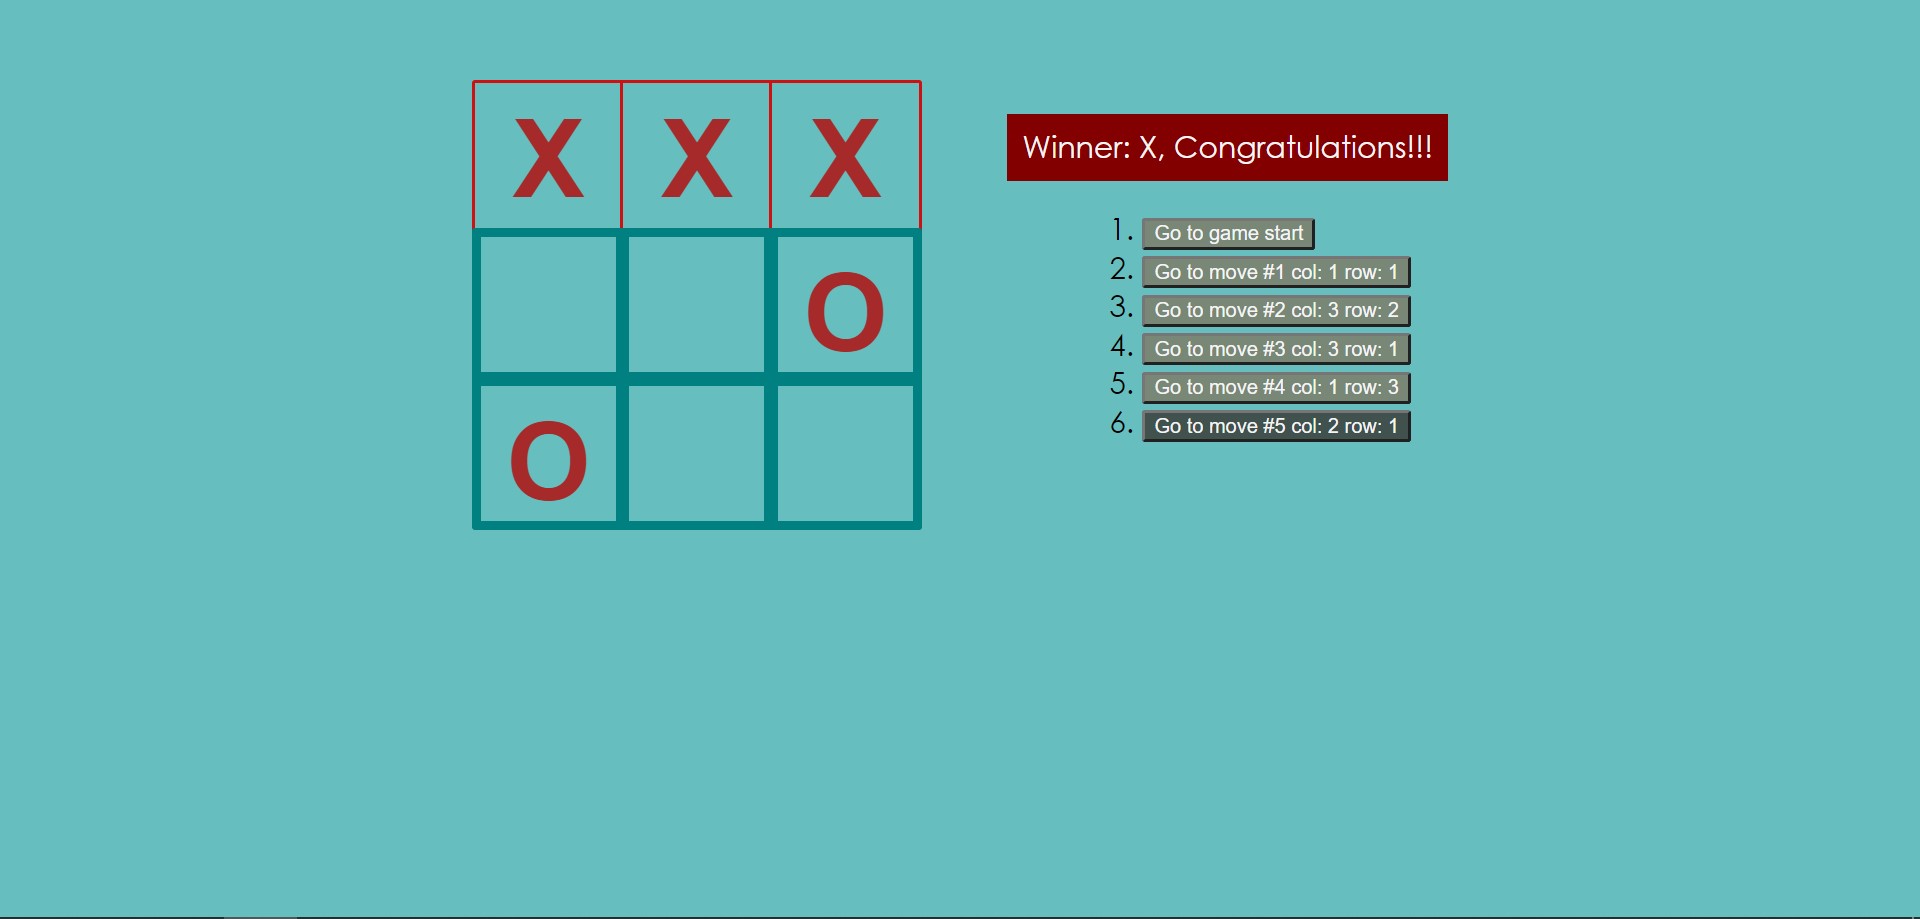 X X X
O
O
Winner: X, Congratulations!!!
1. Go to game start
2. Go to move #1 col: 1 row: 1
3. Go to move #2 col: 3 row: 2
4. Go to move #3 col: 3 row: 1
5. Go to move #4 col: 1 row: 3
6. Go to move #5 col: 2 row: 1